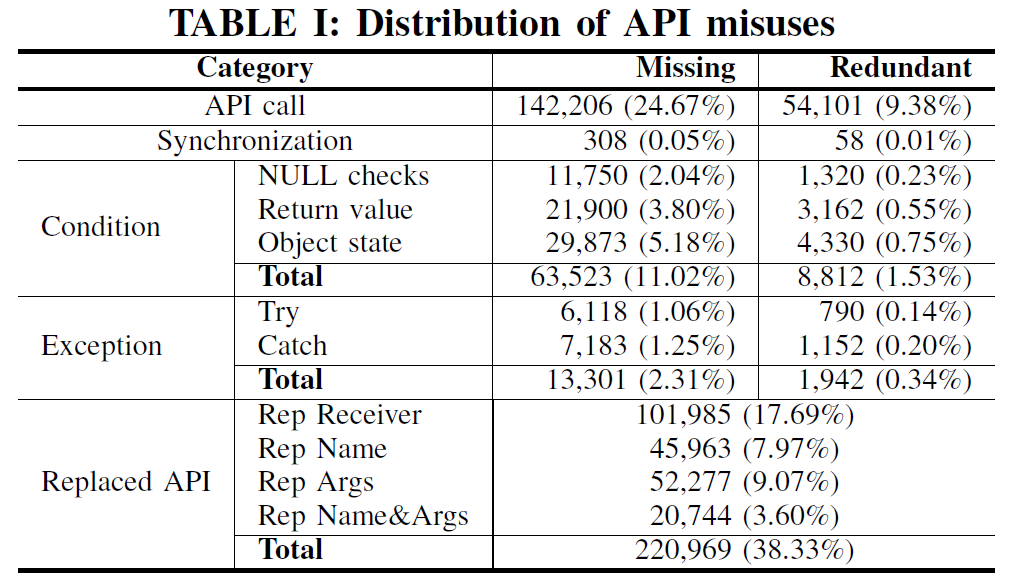 TABLE I: Distribution of API misuses
Category Missing Redundant
API call 142,206 (24.67%) 54,101 (9.38%)
Synchronization 308 (0.05%) 58 (0.01%)
Condition
NULL checks 11,750 (2.04%) 1,320 (0.23%)
Return value 21,900 (3.80%) 3,162 (0.55%)
Object state 29,873 (5.18%) 4,330 (0.75%)
Total 63,523 (11.02%) 8,812 (1.53%)
Exception
Try 6,118 (1.06%) 790 (0.14%)
Catch 7,183 (1.25%) 1,152 (0.20%)
Total 13,301 (2.31%) 1,942 (0.34%)
Replaced API
Rep Receiver 101,985 (17.69%)
Rep Name 45,963 (7.97%)
Rep Args 52,277 (9.07%)
Rep Name&Args 20,744 (3.60%)
Total 220,969 (38.33%)